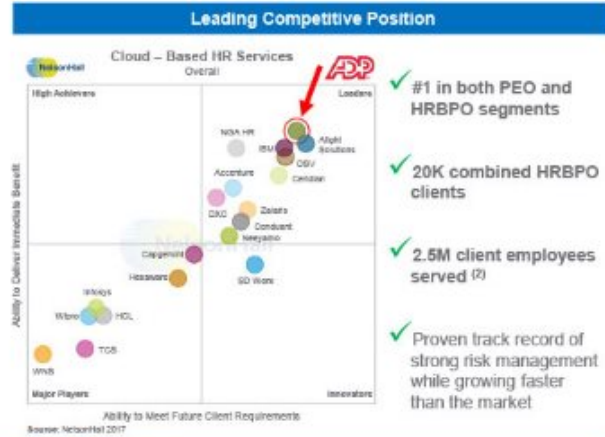 Leading Competitive Position
NelsonHall
Cloud – Based HR Services
Overall
ADP
High Achievers
Leaders
NGA HR
IBM
Alight
Solutions
OSV
Ceridian
Accenture
DXC
Zalaris
Conduent
Neeyamo
Capgemini
SD Worx
Hexaware
Infosys
Wipro
HCL
TCS
WNS
Major Players
Innovators
Ability to Deliver Immediate Benefit
Ability to Meet Future Client Requirements
Source: NelsonHall 2017
NelsonHall
✓ #1 in both PEO and
HRBPO segments
✓ 20K combined HRBPO
clients
✓ 2.5M client employees
served (2)
✓ Proven track record of
strong risk management
while growing faster
than the market